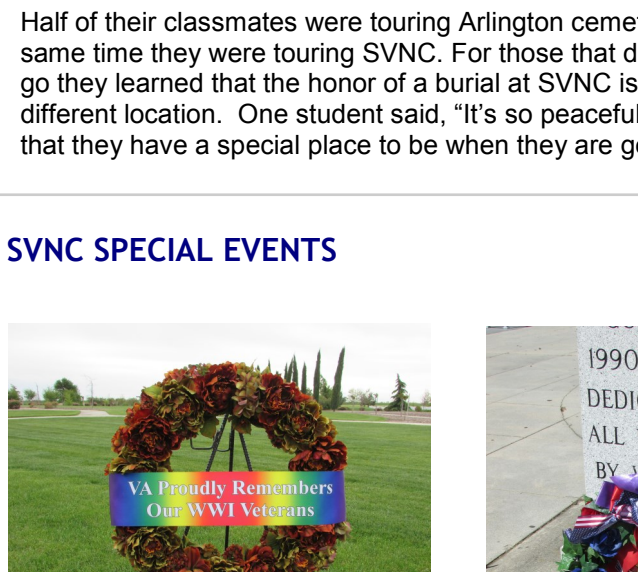 Half of their classmates were touring Arlington
same time they were touring SVNC. For those that
go they learned that the honor of a burial at SVNC is
different location. One student said, “It’s so peaceful
that they have a special place to be when they are
SVNC SPECIAL EVENTS
VA Proudly Remembers
Our WWI Veterans
1990
ALL
BY